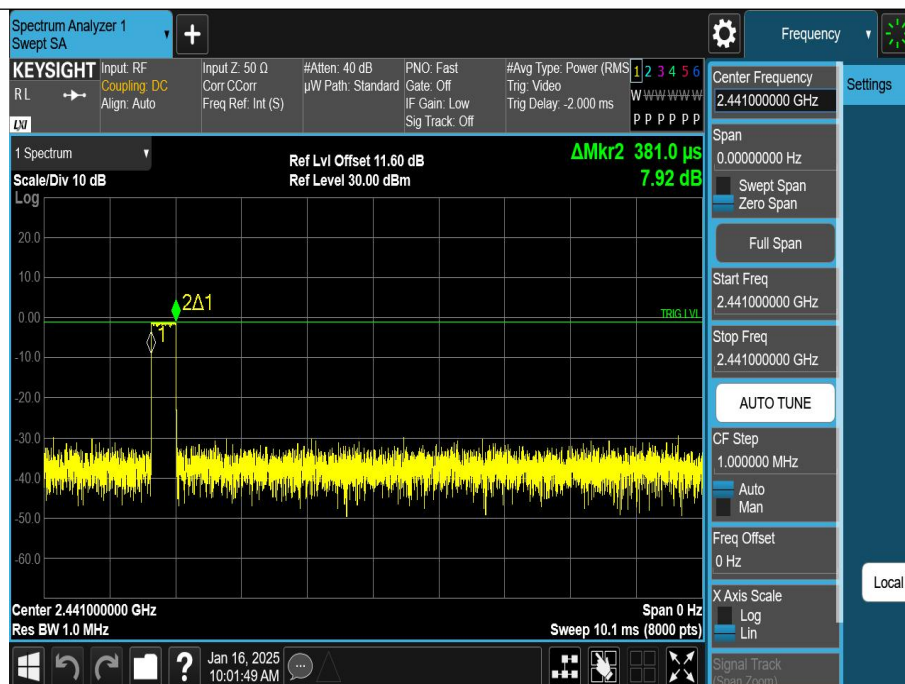 Spectrum Analyzer 1
Swept SA
Frequency
KEYSIGHT
RL
LXI
Input: RF
Coupling: DC
Align: Auto
Input Z: 50 Ω
Corr CCorr
Freq Ref: Int (S)
#Atten: 40 dB
µW Path: Standard
PNO: Fast
Gate: Off
IF Gain: Low
Sig Track: Off
#Avg Type: Power (RMS
Trig: Video
Trig Delay: -2.000 ms
1 2 3 4 5 6
W W W W W W
P P P P P P
1 Spectrum
Scale/Div 10 dB
Log
Ref Lvl Offset 11.60 dB
Ref Level 30.00 dBm
ΔMkr2 381.0 µs
7.92 dB
20.0
10.0
0.00
-10.0
-20.0
-30.0
-40.0
-50.0
-60.0
2Δ1
1
TRIG LVL
Center 2.441000000 GHz
Res BW 1.0 MHz
Span 0 Hz
Sweep 10.1 ms (8000 pts)
Center Frequency
2.441000000 GHz
Settings
Span
0.00000000 Hz
Swept Span
Zero Span
Full Span
Start Freq
2.441000000 GHz
Stop Freq
2.441000000 GHz
AUTO TUNE
CF Step
1.000000 MHz
Auto
Man
Freq Offset
0 Hz
Local
X Axis Scale
Log
Lin
Signal Track
(Span Zoom)
Jan 16, 2025
10:01:49 AM